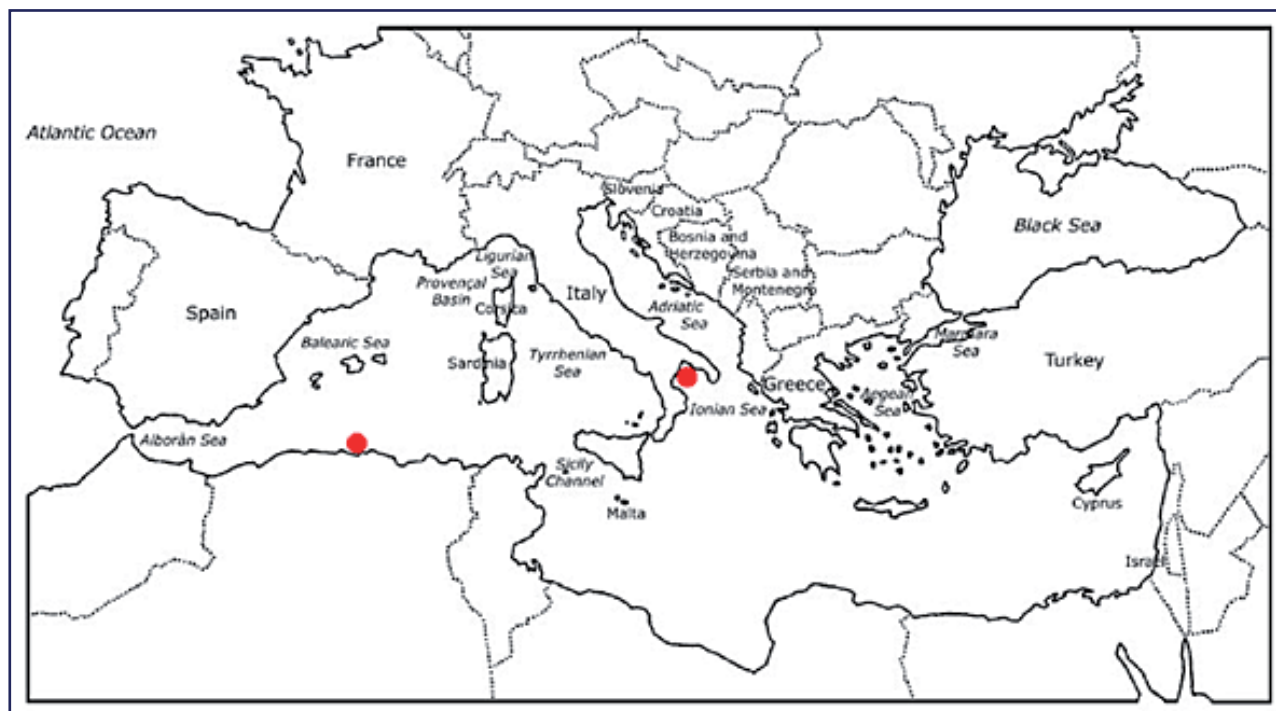 Atlantic Ocean
France
Slovenia
Croatia
Black Sea
Bosnia and
Herzegovina
Ligurian
Sea
Provençal
Basin
Serbia and
Montenegro
Italy
Corsica
Adriatic
Sea
Spain
Marmara
Sea
Balearic Sea
Sardinia
Tyrrhenian
Sea
Turkey
Greece
Aegean
Sea
Ionian Sea
Alborán Sea
Sicily
Channel
Malta
Cyprus
Israel